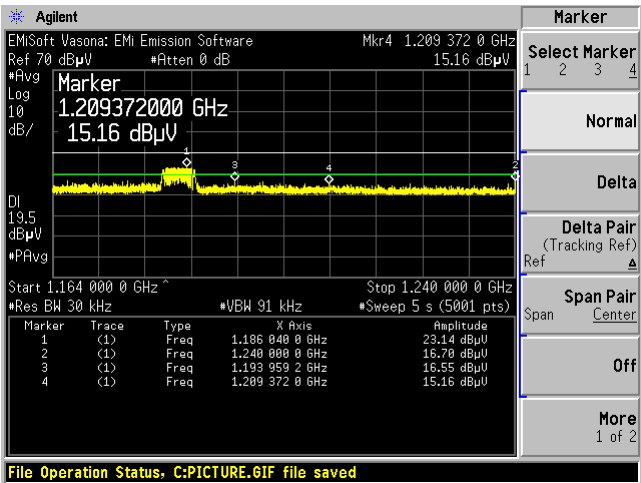 Agilent
Marker
EMiSoft Vasona: EMi Emission Software
Mkr4 1.209 372 0 GHz
Ref 70 dBµV #Atten 0 dB 15.16 dBµV
#Avg
Log
10
dB/
Marker
1.209372000 GHz
15.16 dBµV
1
3
4
2
DI
19.5
dBµV
#PAvg
Start 1.164 000 0 GHz ^ Stop 1.240 000 0 GHz
#Res BW 30 kHz #VBW 91 kHz #Sweep 5 s (5001 pts)
Marker Trace Type X Axis Amplitude
1 (1) Freq 1.186 040 0 GHz 23.14 dBµV
2 (1) Freq 1.240 000 0 GHz 16.70 dBµV
3 (1) Freq 1.193 959 2 GHz 16.55 dBµV
4 (1) Freq 1.209 372 0 GHz 15.16 dBµV
Select Marker
1 2 3 4
Normal
Delta
Delta Pair
(Tracking Ref)
Ref Δ
Span Pair
Span Center
Off
More
1 of 2
File Operation Status, C:PICTURE.GIF file saved